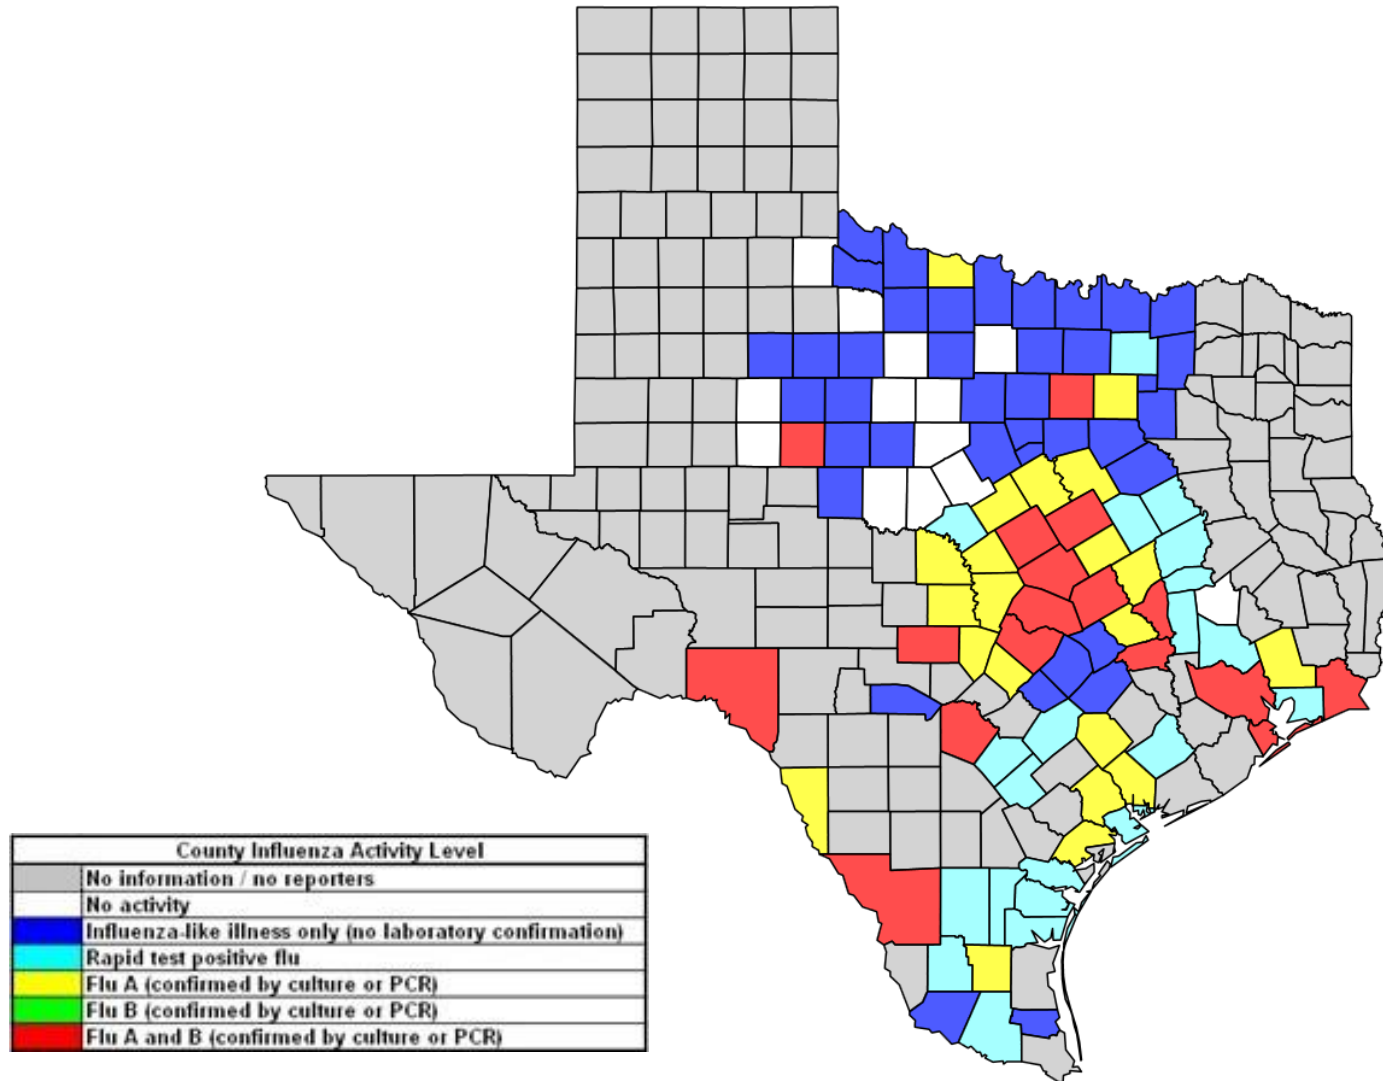 County Influenza Activity Level
No information / no reporters
No activity
Influenza-like illness only (no laboratory confirmation)
Rapid test positive flu
Flu A (confirmed by culture or PCR)
Flu B (confirmed by culture or PCR)
Flu A and B (confirmed by culture or PCR)